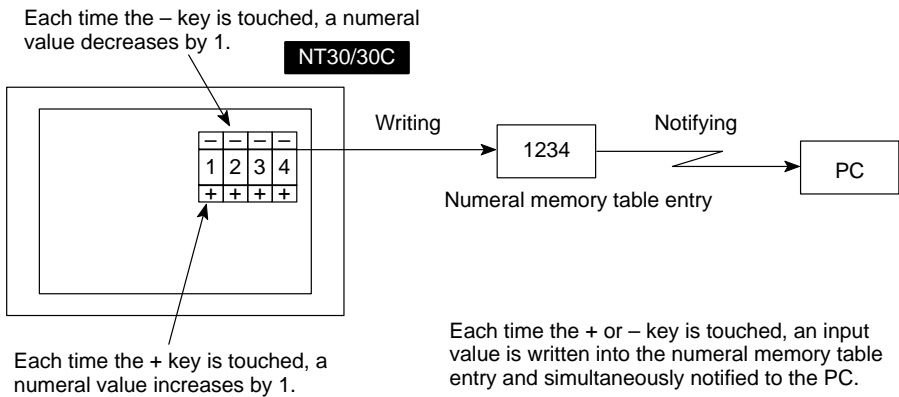 Each time the – key is touched, a numeral
value decreases by 1.
NT30/30C
– – – –
1 2 3 4
+ + + +
Writing
1234
Notifying
PC
Numeral memory table entry
Each time the + key is touched, a
numeral value increases by 1.
Each time the + or – key is touched, an input
value is written into the numeral memory table
entry and simultaneously notified to the PC.